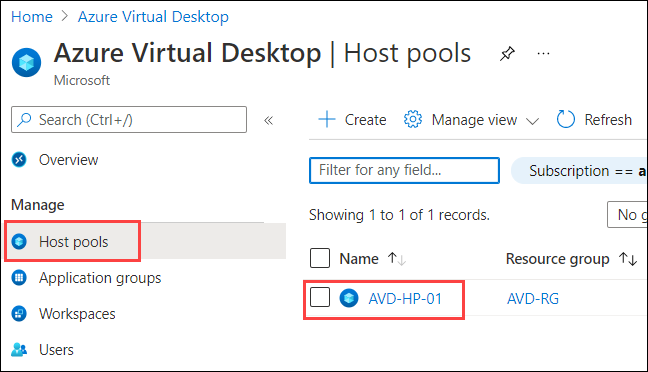 Home > Azure Virtual Desktop >
Azure Virtual Desktop | Host pools ...
Microsoft
Search (Ctrl+/) «
Create Manage view Refresh
Overview
Filter for any field... Subscription == a
Manage
Showing 1 to 1 of 1 records. No g
Host pools
Name ↑↓ Resource group ↑↓
Application groups
AVD-HP-01 AVD-RG
Workspaces
Users